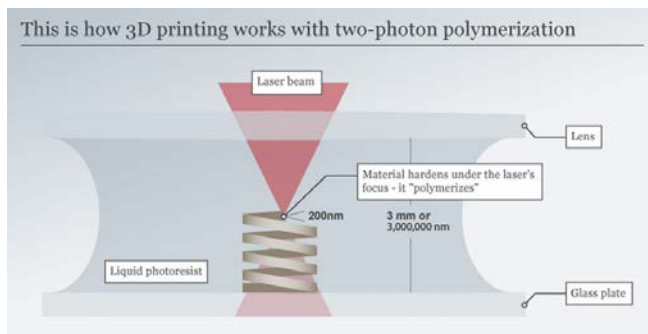 This is how 3D printing works with two-photon polymerization
Laser beam
Lens
Material hardens under the laser's
focus - it "polymerizes"
200nm
3 mm or
3,000,000 nm
Liquid photoresist
Glass plate